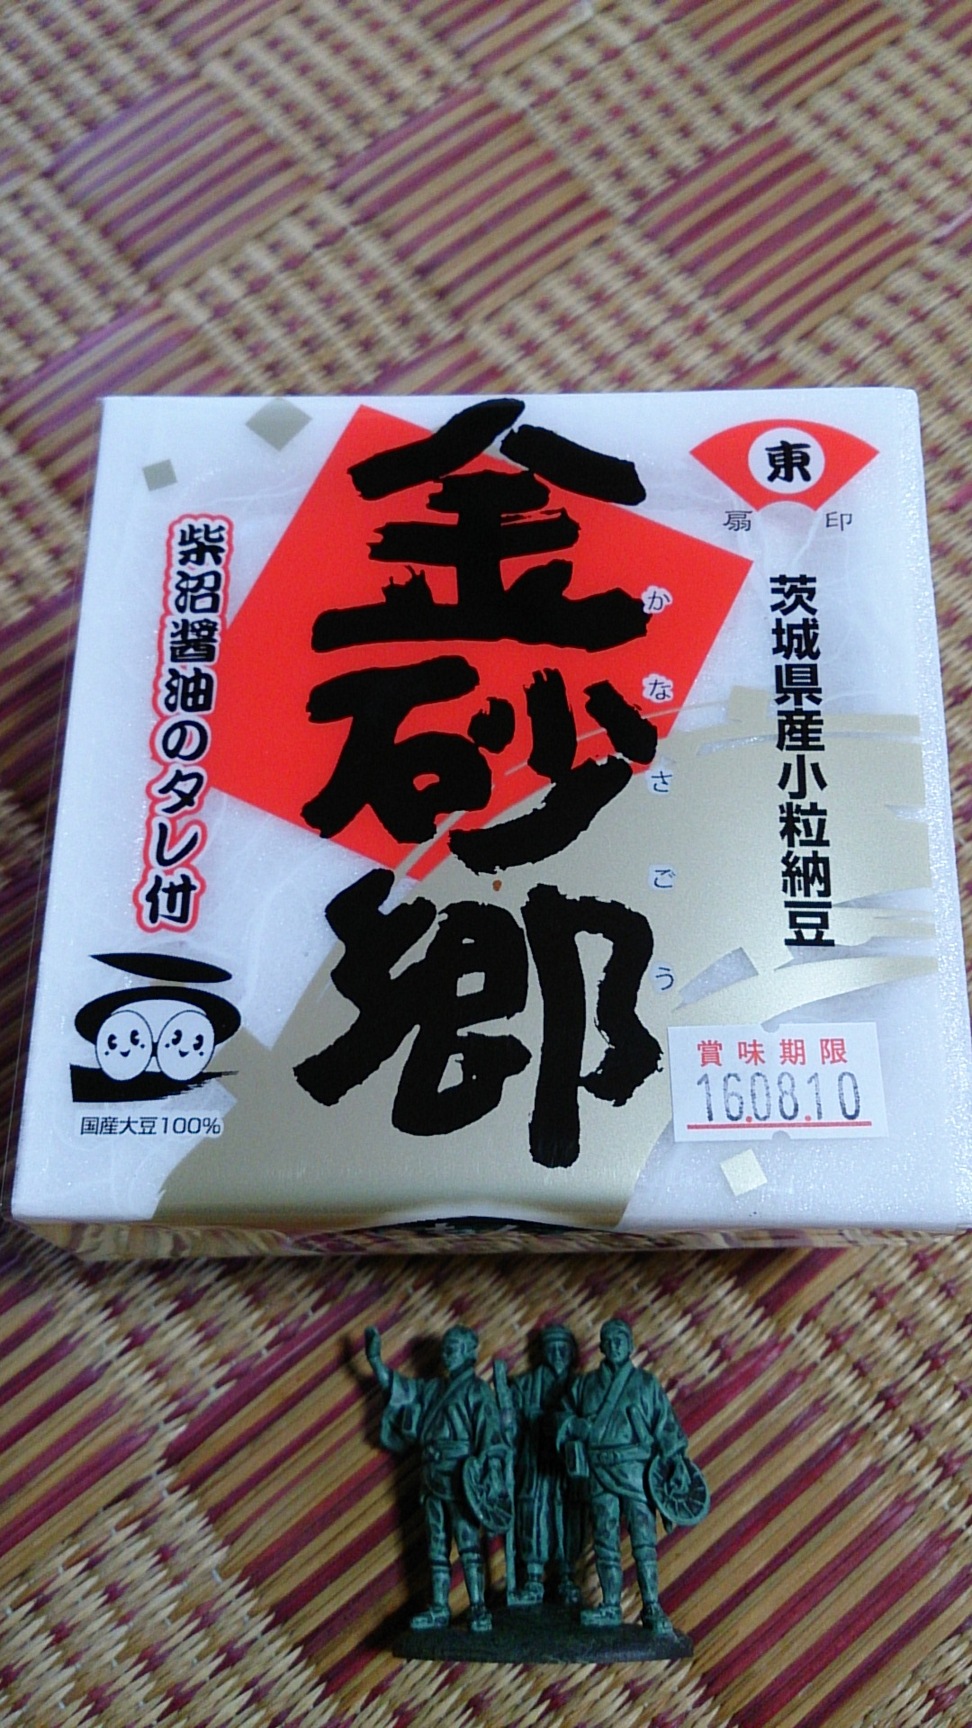 東
扇印
茨城県産小粒納豆
金砂郷
かなさごう
柴沼醤油のタレ付
国産大豆100%
賞味期限
16.08.10